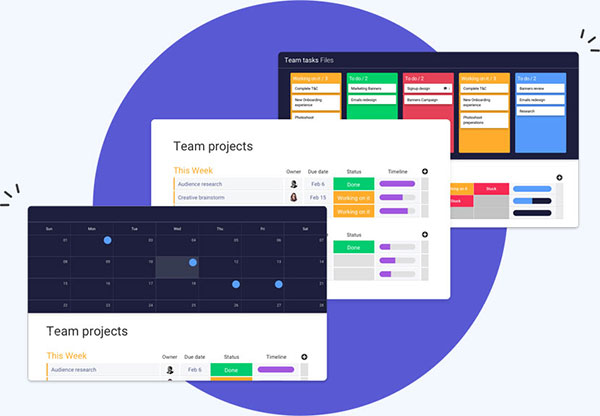 Team tasks Files
Working on it / 3
To do / 2
To do / 2
Working on it / 3
To do / 2
Complete T&C
Marketing Banners
Signup design
Complete T&C
Banners review
New Onboarding experience
Emails redesign
Banners Campaign
New Onboarding experience
Emails redesign
Photoshoot
Photoshoot preparations
Research
Team projects
This Week
Owner
Due date
Status
Timeline
Audience research
Feb 6
Done
Creative brainstorm
Feb 15
Working on it
Working on it
Status
Timeline
Done
Working on it
Stuck
Stuck
Sun
Mon
Tue
Wed
Thu
Fri
Sat
01
02
03
04
05
06
07
08
09
10
11
12
13
14
15
16
17
18
19
20
21
22
23
24
25
26
27
28
Team projects
This Week
Owner
Due date
Status
Timeline
Audience research
Feb 6
Done